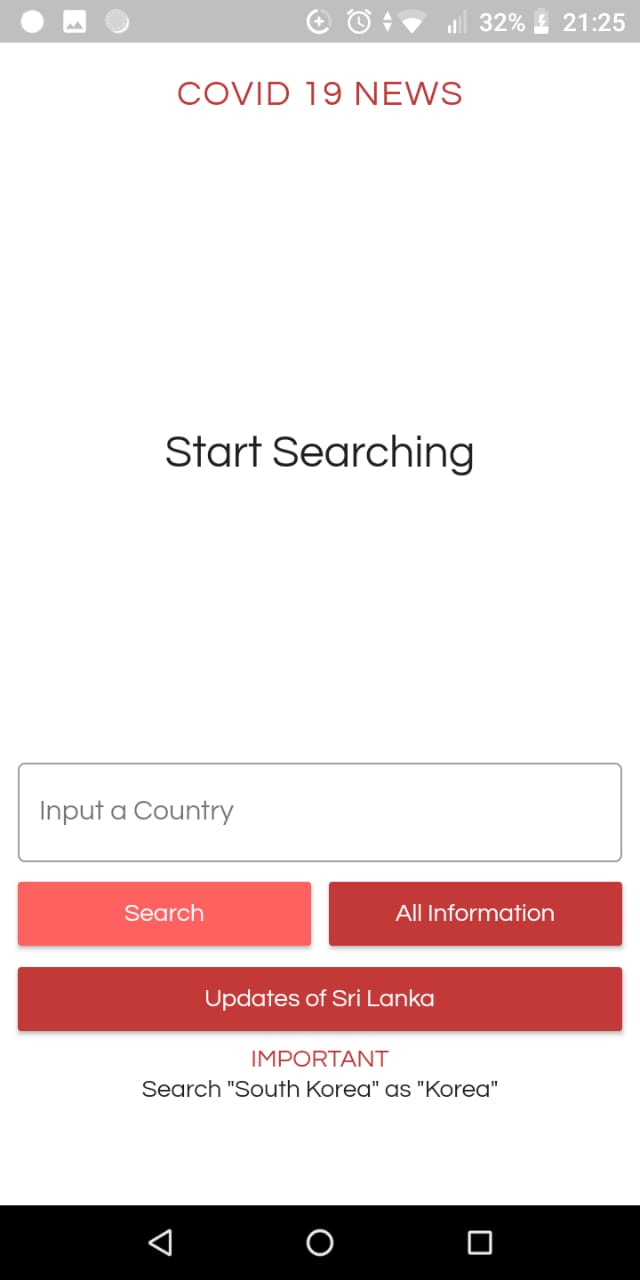 32% 21:25
COVID 19 NEWS
Start Searching
Input a Country
Search
All Information
Updates of Sri Lanka
IMPORTANT
Search "South Korea" as "Korea"